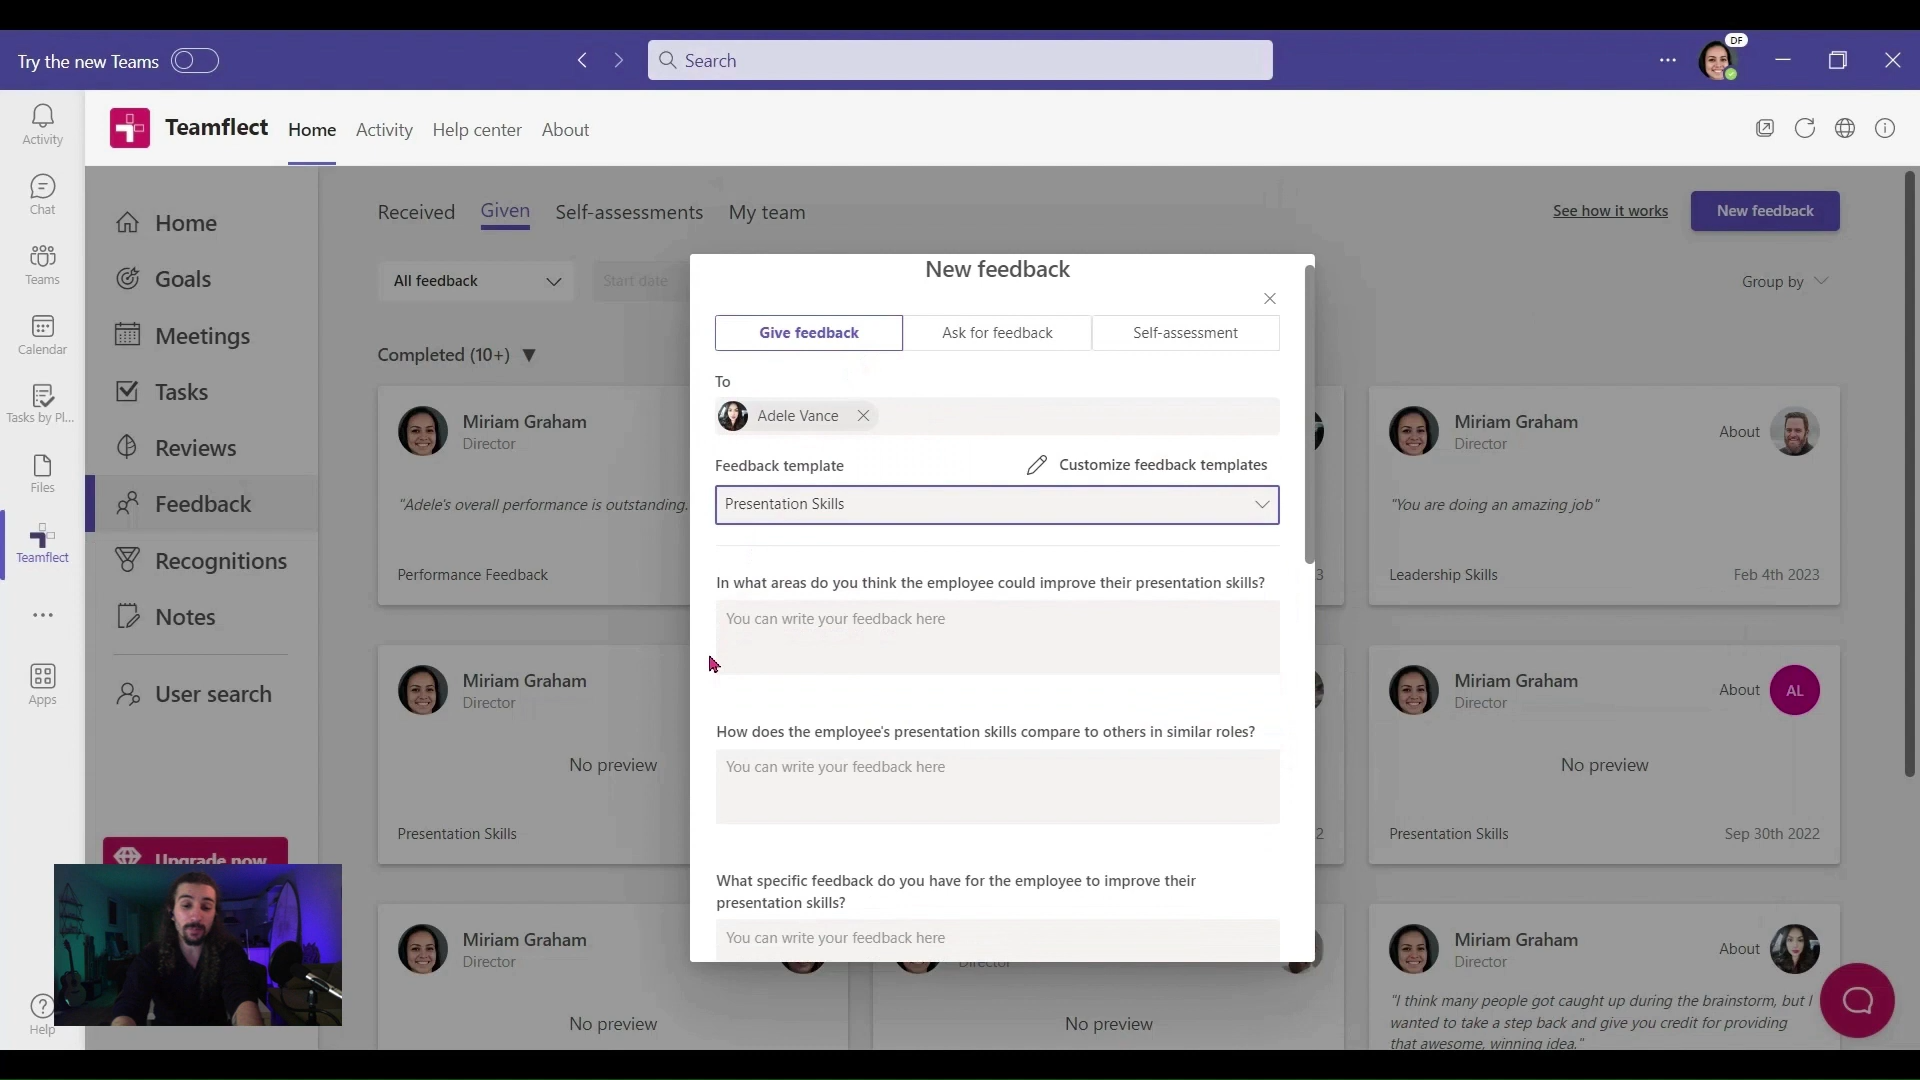 Try the new Teams
Search
DF
Activity
Chat
Teams
Calendar
Tasks by Pl...
Files
Teamflect
Apps
Help
Teamflect
Home
Activity
Help center
About
Home
Goals
Meetings
Tasks
Reviews
Feedback
Recognitions
Notes
User search
Upgrade now
Received
Given
Self-assessments
My team
See how it works
New feedback
All feedback
Start date
Group by
Completed (10+)
Miriam Graham
Director
"Adele's overall performance is outstanding.
Performance Feedback
Miriam Graham
Director
No preview
Presentation Skills
Miriam Graham
Director
No preview
New feedback
Give feedback
Ask for feedback
Self-assessment
To
Adele Vance
Feedback template
Customize feedback templates
Presentation Skills
In what areas do you think the employee could improve their presentation skills?
You can write your feedback here
How does the employee's presentation skills compare to others in similar roles?
You can write your feedback here
What specific feedback do you have for the employee to improve their
presentation skills?
You can write your feedback here
Director
No preview
3
2
Miriam Graham
Director
About
"You are doing an amazing job"
Leadership Skills
Feb 4th 2023
Miriam Graham
Director
About
AL
No preview
Presentation Skills
Sep 30th 2022
Miriam Graham
Director
About
"I think many people got caught up during the brainstorm, but I
wanted to take a step back and give you credit for providing
that awesome, winning idea."